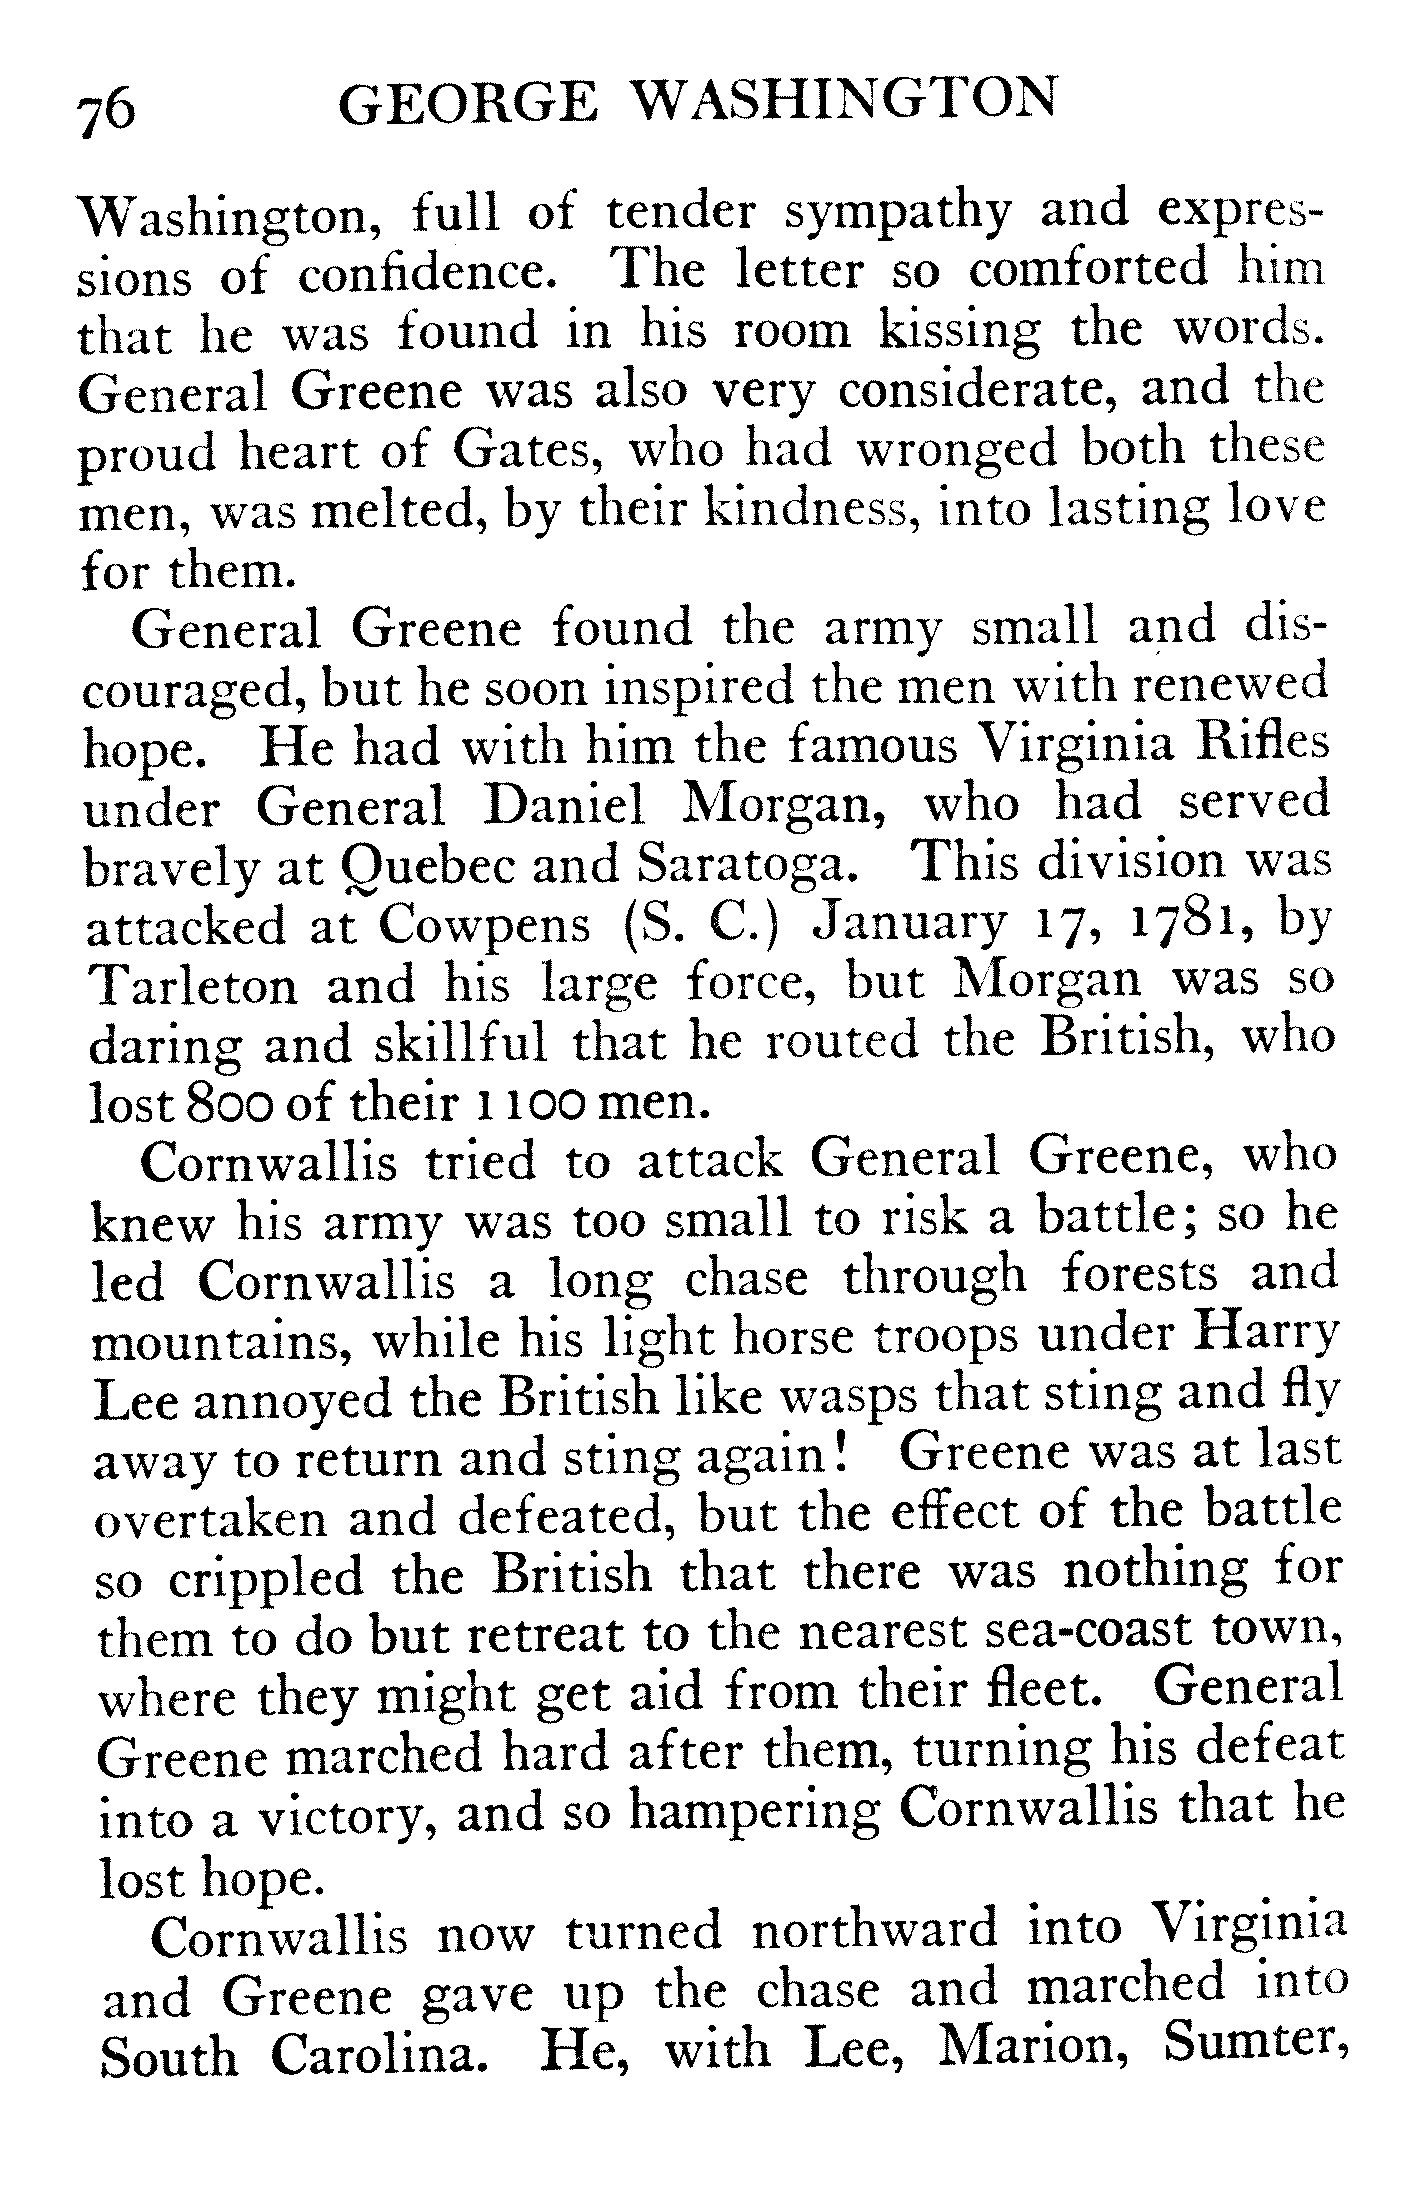 76 GEORGE WASHINGTON
Washington, full of tender sympathy and expres-
sions of confidence. The letter so comforted him
that he was found in his room kissing the words.
General Greene was also very considerate, and the
proud heart of Gates, who had wronged both these
men, was melted, by their kindness, into lasting love
for them.
General Greene found the army small and dis-
couraged, but he soon inspired the men with renewed
hope. He had with him the famous Virginia Rifles
under General Daniel Morgan, who had served
bravely at Quebec and Saratoga. This division was
attacked at Cowpens (S. C.) January 17, 1781, by
Tarleton and his large force, but Morgan was so
daring and skillful that he routed the British, who
lost 800 of their 1100 men.
Cornwallis tried to attack General Greene, who
knew his army was too small to risk a battle; so he
led Cornwallis a long chase through forests and
mountains, while his light horse troops under Harry
Lee annoyed the British like wasps that sting and fly
away to return and sting again! Greene was at last
overtaken and defeated, but the effect of the battle
so crippled the British that there was nothing for
them to do but retreat to the nearest sea-coast town,
where they might get aid from their fleet. General
Greene marched hard after them, turning his defeat
into a victory, and so hampering Cornwallis that he
lost hope.
Cornwallis now turned northward into Virginia
and Greene gave up the chase and marched into
South Carolina. He, with Lee, Marion, Sumter,